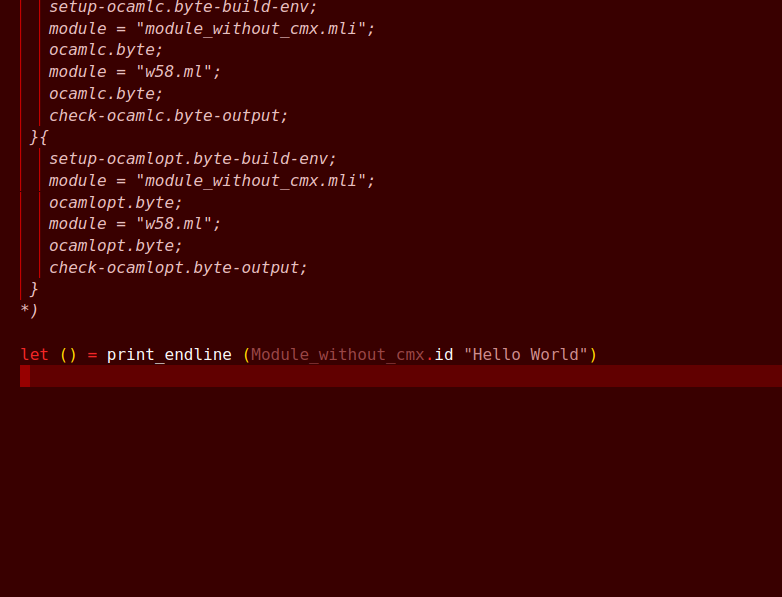 setup-ocamlc.byte-build-env;
module = "module_without_cmx.mli";
ocamlc.byte;
module = "w58.ml";
ocamlc.byte;
check-ocamlc.byte-output;
}{
setup-ocamlopt.byte-build-env;
module = "module_without_cmx.mli";
ocamlopt.byte;
module = "w58.ml";
ocamlopt.byte;
check-ocamlopt.byte-output;
}
*)
let () = print_endline (Module_without_cmx.id "Hello World")